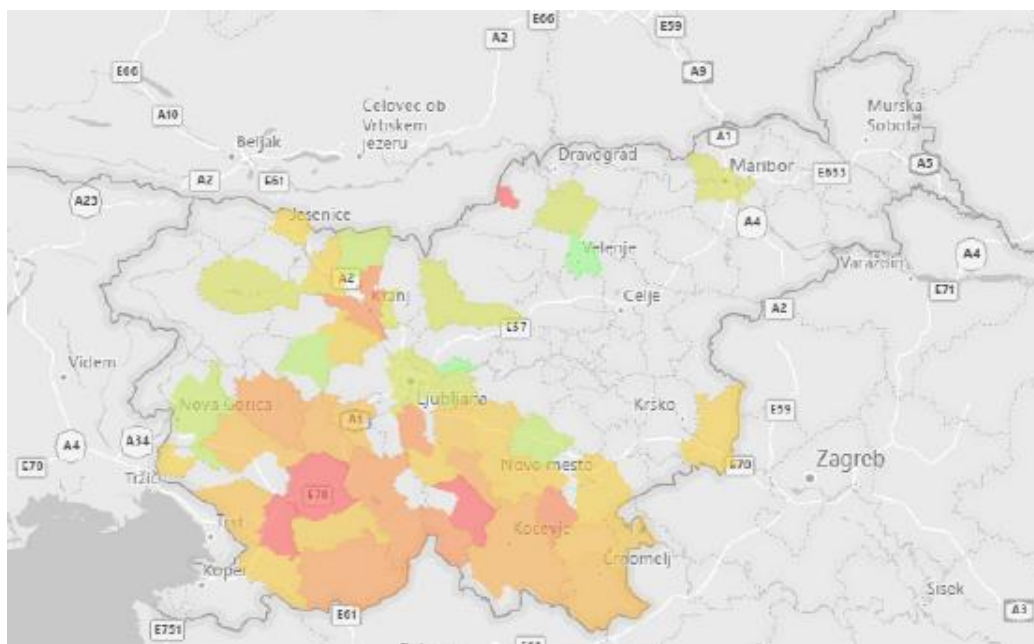 E66
E59
A2
E66
A9
A10
Celovec ob
Vrbskem
jezeru
Murska
Sobota
Beljak
A1
Dravograd
Maribor
A5
A2
E61
E653
A23
Jesenice
A4
Velenje
A4
Varaždin
A2
Kranj
Celje
E71
A2
E57
Videm
Ljubljana
Nova Gorica
Krsko
E59
A1
A4
A34
E70
Novo mesto
E70
Zagreb
Tržič
E70
Trst
Kočevje
Črnomelj
Koper
Sisek
E61
A3
E751